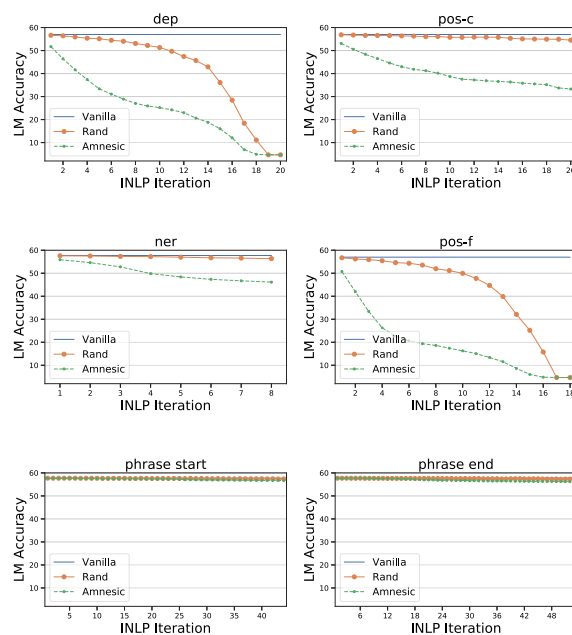 dep
60
50
40
30
20
10
LM Accuracy
Vanilla
Rand
Amnesic
2 4 6 8 10 12 14 16 18 20
INLP Iteration
pos-c
60
50
40
30
20
10
LM Accuracy
Vanilla
Rand
Amnesic
2 4 6 8 10 12 14 16 18 20
INLP Iteration
ner
60
50
40
30
20
10
LM Accuracy
Vanilla
Rand
Amnesic
1 2 3 4 5 6 7 8
INLP Iteration
pos-f
60
50
40
30
20
10
LM Accuracy
Vanilla
Rand
Amnesic
2 4 6 8 10 12 14 16 18
INLP Iteration
phrase start
60
50
40
30
20
10
LM Accuracy
Vanilla
Rand
Amnesic
5 10 15 20 25 30 35 40
INLP Iteration
phrase end
60
50
40
30
20
10
LM Accuracy
Vanilla
Rand
Amnesic
6 12 18 24 30 36 42 48
INLP Iteration